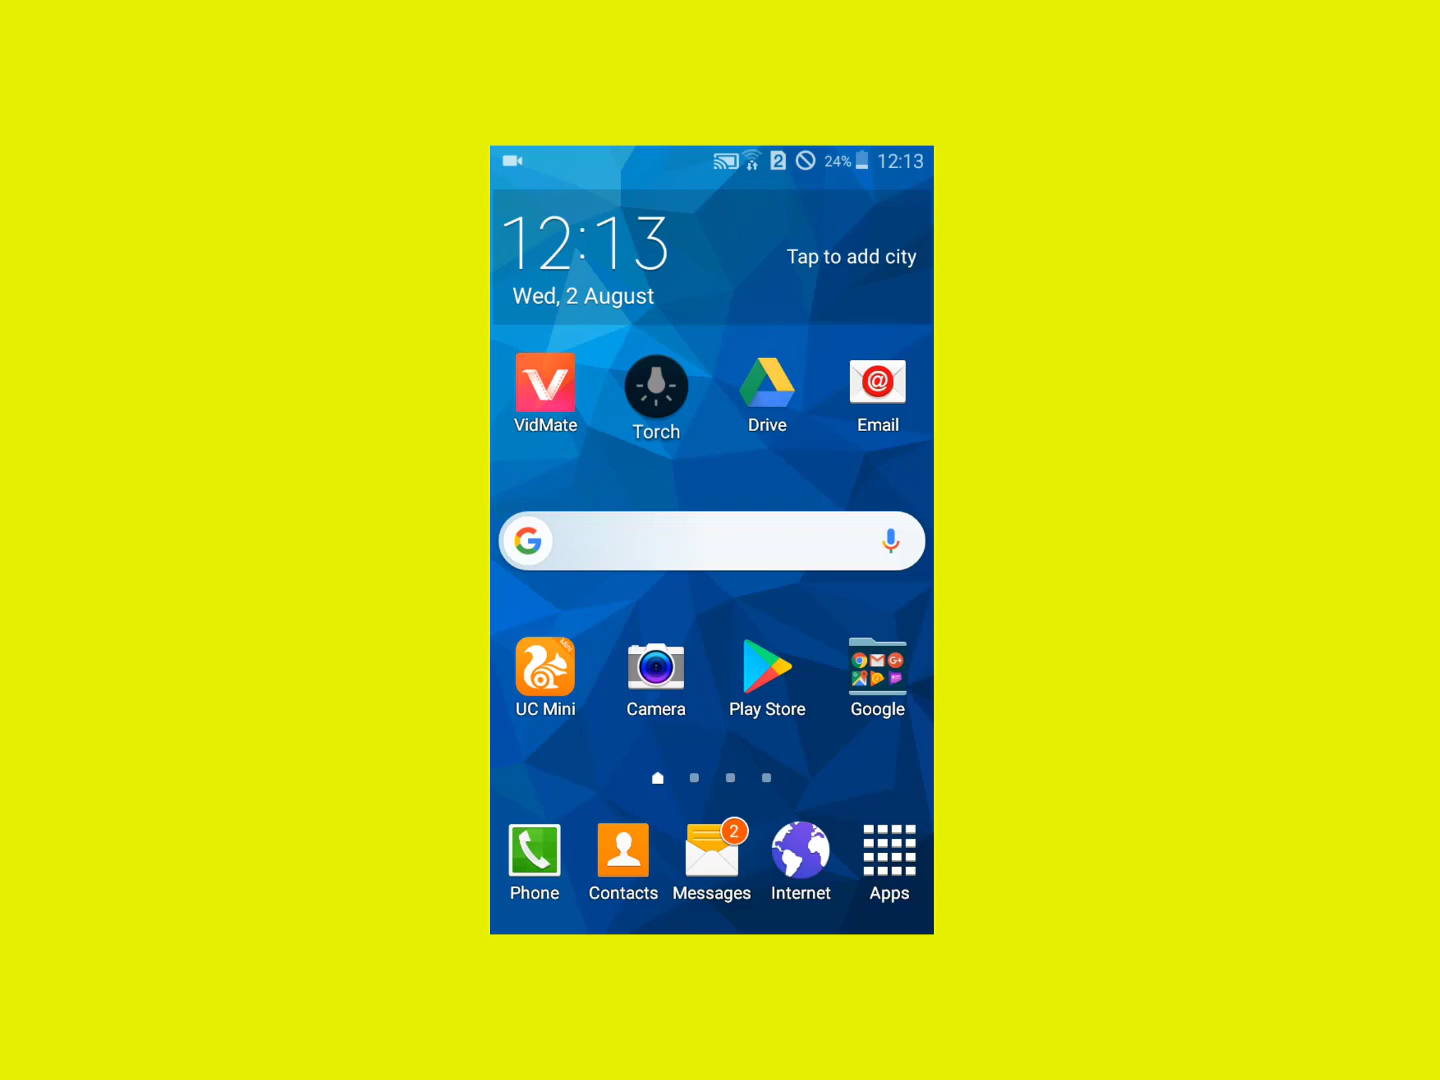 2 24% 12:13
12:13
Tap to add city
Wed, 2 August
VidMate Torch Drive Email
G
UC Mini Camera Play Store Google
2
Phone Contacts Messages Internet Apps